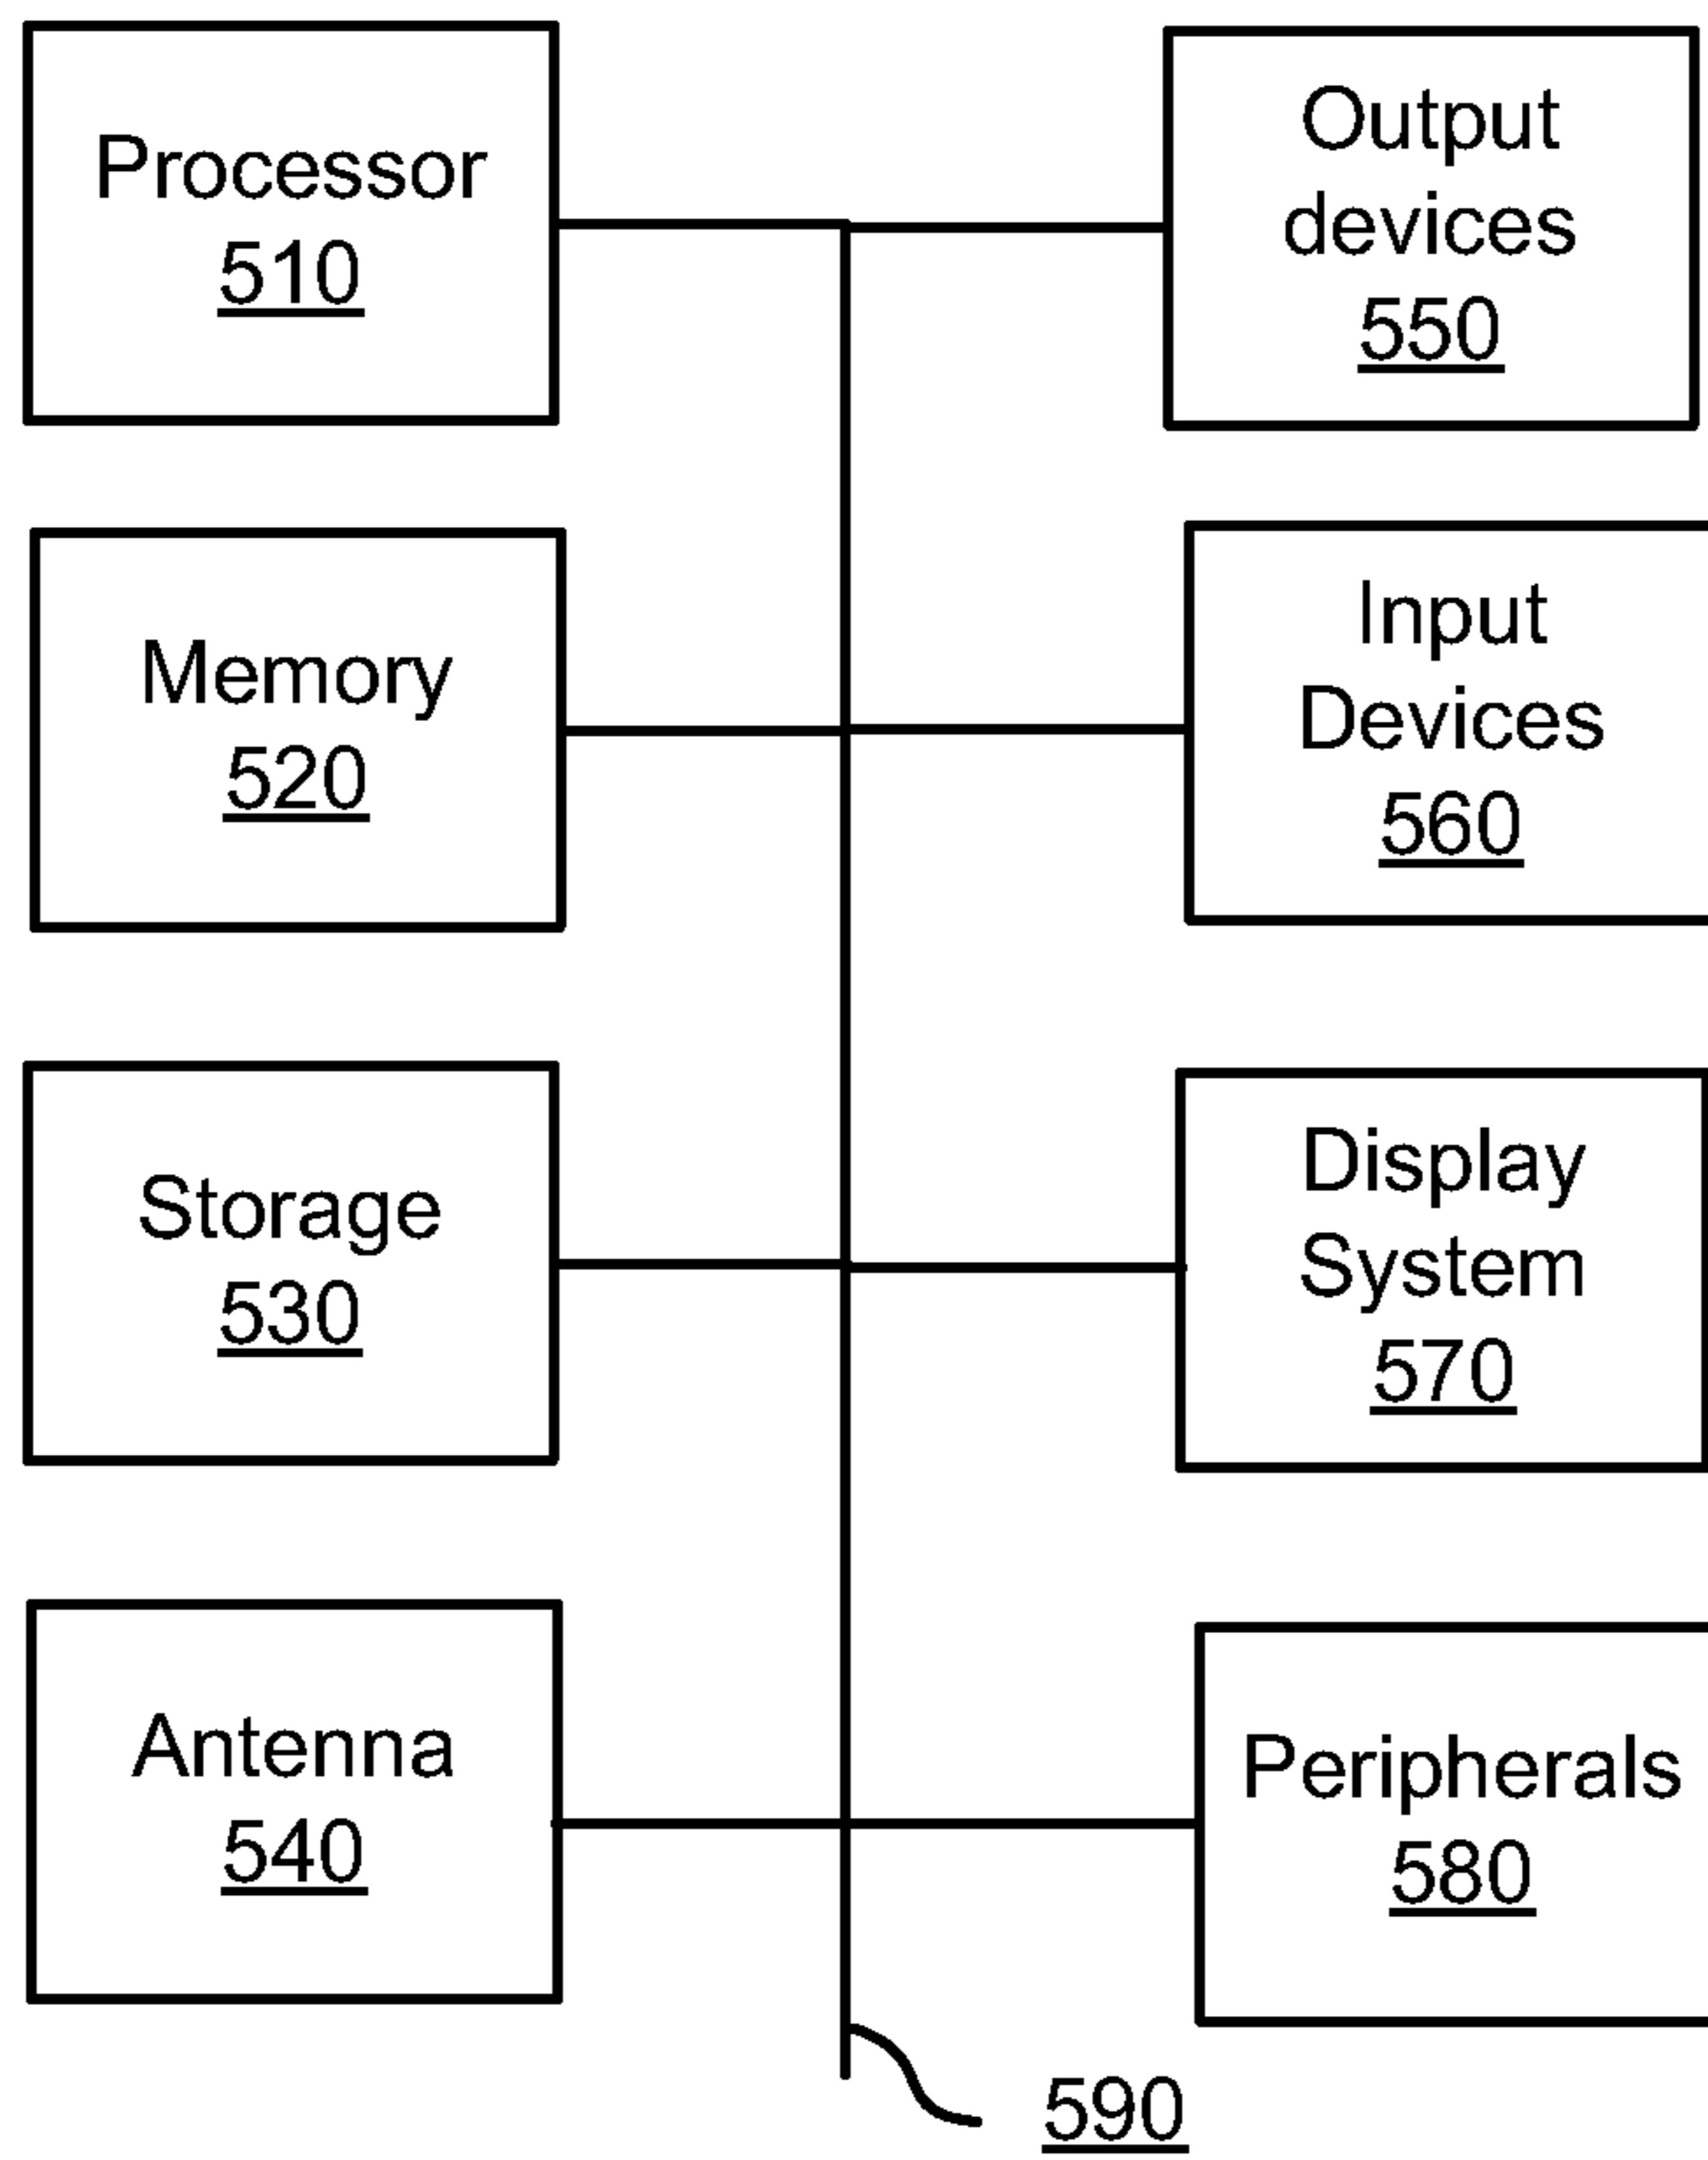 Processor
510
Output
devices
550
Memory
520
Input
Devices
560
Storage
530
Display
System
570
Antenna
540
Peripherals
580
590